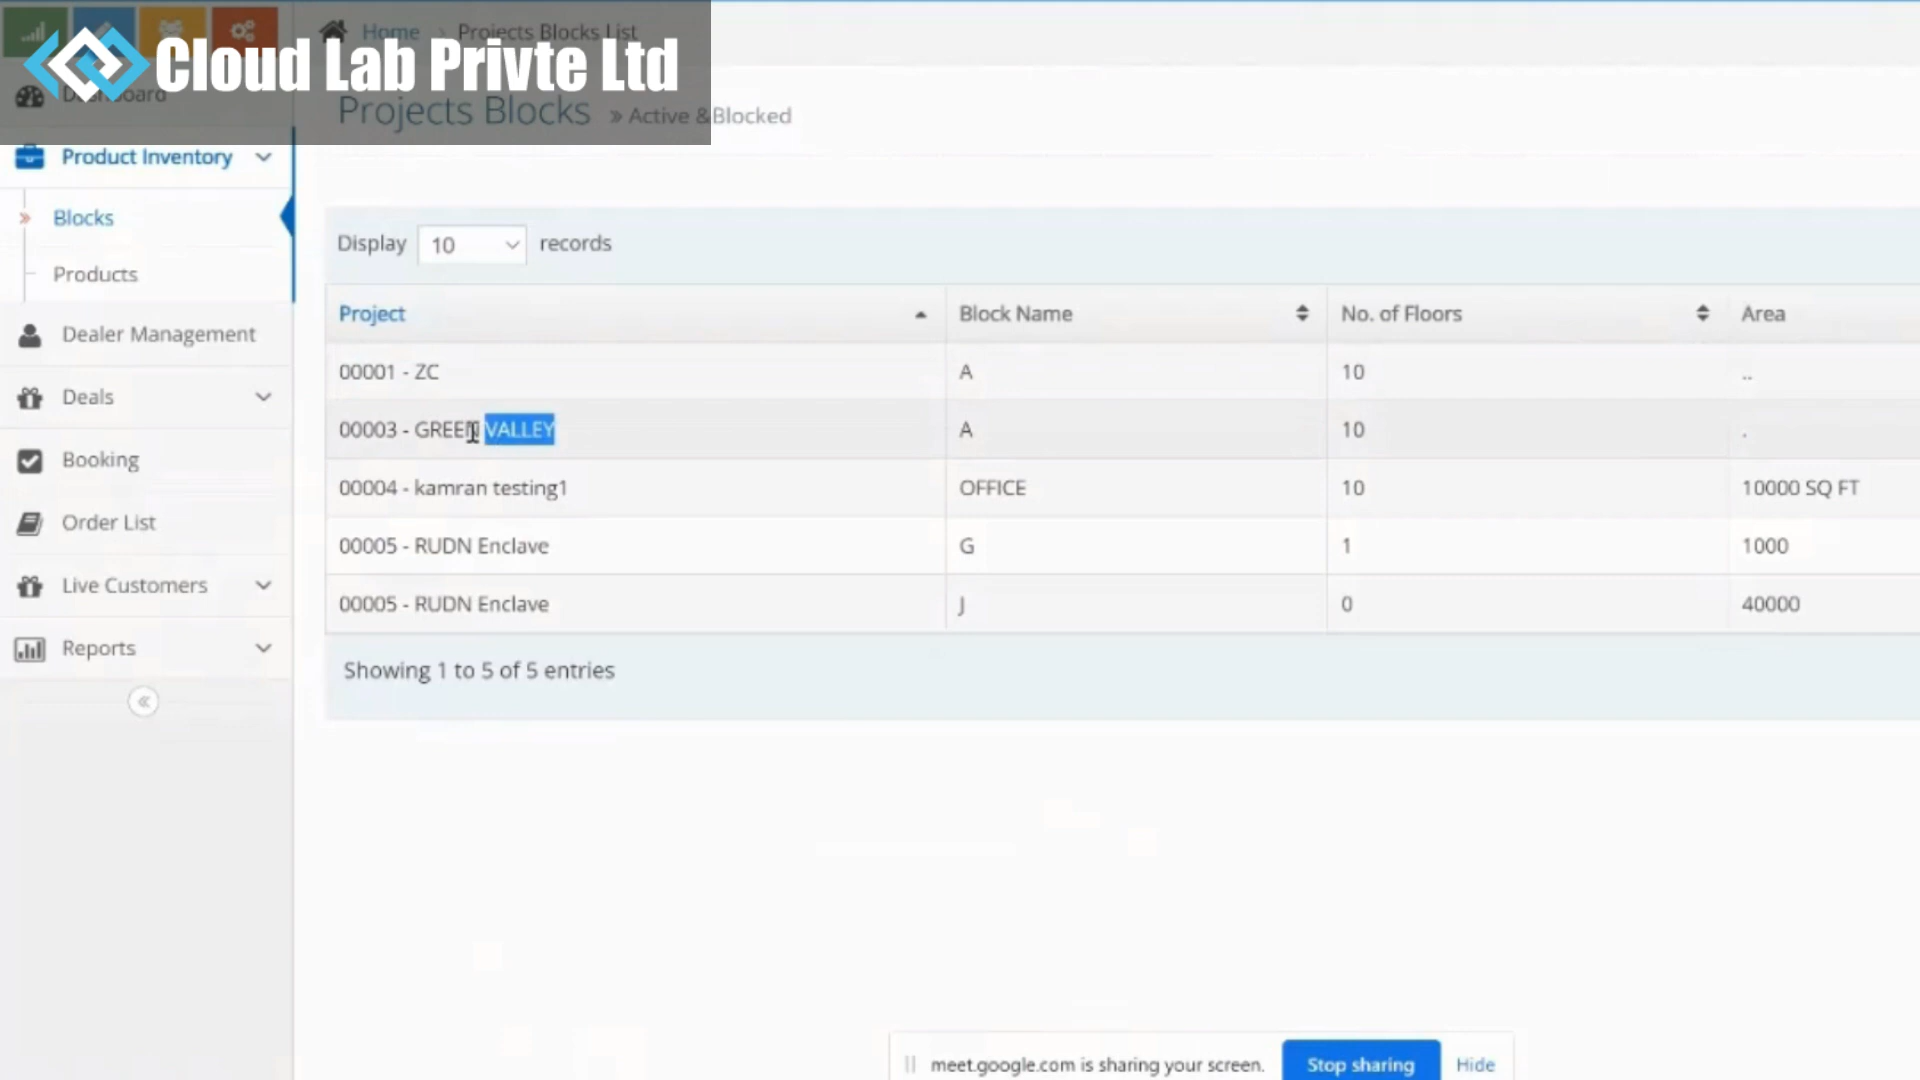 Cloud Lab Privte Ltd
Home > Projects Blocks List
Dashboard
Projects Blocks » Active & Blocked
Product Inventory
Blocks
Products
Dealer Management
Deals
Booking
Order List
Live Customers
Reports
Display 10 records
Project Block Name No. of Floors Area
00001 - ZC A 10 ..
00003 - GREEN VALLEY A 10 .
00004 - kamran testing1 OFFICE 10 10000 SQ FT
00005 - RUDN Enclave G 1 1000
00005 - RUDN Enclave J 0 40000
Showing 1 to 5 of 5 entries
meet.google.com is sharing your screen. Stop sharing Hide